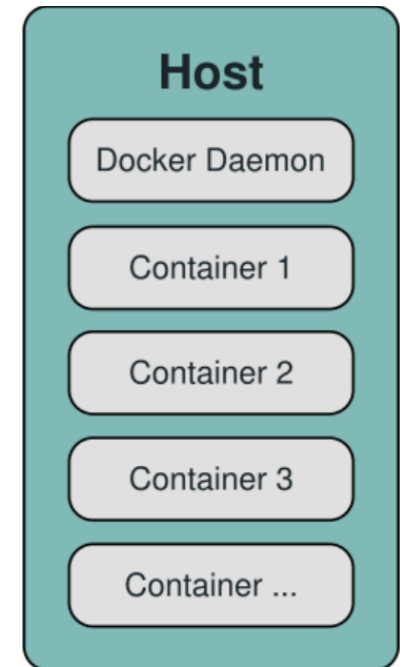 Host
Docker Daemon
Container 1
Container 2
Container 3
Container ...